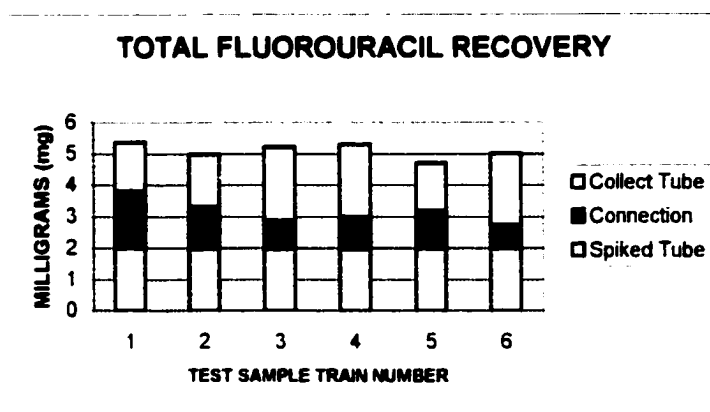 TOTAL FLUOROURACIL RECOVERY
MILLIGRAMS (mg)
6
5
4
3
2
1
0
1 2 3 4 5 6
TEST SAMPLE TRAIN NUMBER
Collect Tube
Connection
Spiked Tube